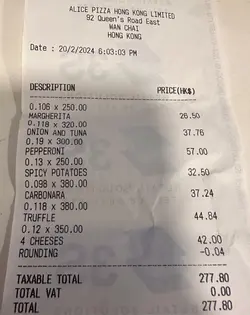 ALICE PIZZA HONG KONG LIMITED
92 Queen's Road East
WAN CHAI
HONG KONG
Date : 20/2/2024 6:03:03 PM
DESCRIPTION PRICE(HK$)
0.106 x 250.00
MARGHERITA 26.50
0.118 x 320.00
ONION AND TUNA 37.76
0.19 x 300.00
PEPPERONI 57.00
0.13 x 250.00
SPICY POTATOES 32.50
0.098 x 380.00
CARBONARA 37.24
0.118 x 380.00
TRUFFLE 44.84
0.12 x 350.00
4 CHEESES 42.00
ROUNDING -0.04
TAXABLE TOTAL 277.80
TOTAL VAT 0.00
TOTAL 277.80